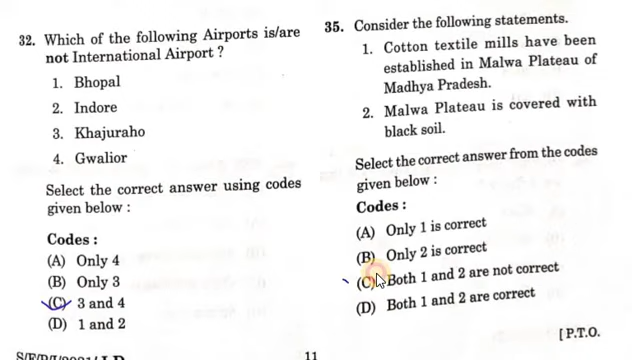 32. Which of the following Airports is/are
not International Airport ?
1. Bhopal
2. Indore
3. Khajuraho
4. Gwalior
Select the correct answer using codes
given below :
Codes :
(A) Only 4
(B) Only 3
(C) 3 and 4
(D) 1 and 2
35. Consider the following statements.
1. Cotton textile mills have been
established in Malwa Plateau of
Madhya Pradesh.
2. Malwa Plateau is covered with
black soil.
Select the correct answer from the codes
given below :
Codes :
(A) Only 1 is correct
(B) Only 2 is correct
(C) Both 1 and 2 are not correct
(D) Both 1 and 2 are correct
[ P.T.O.
11